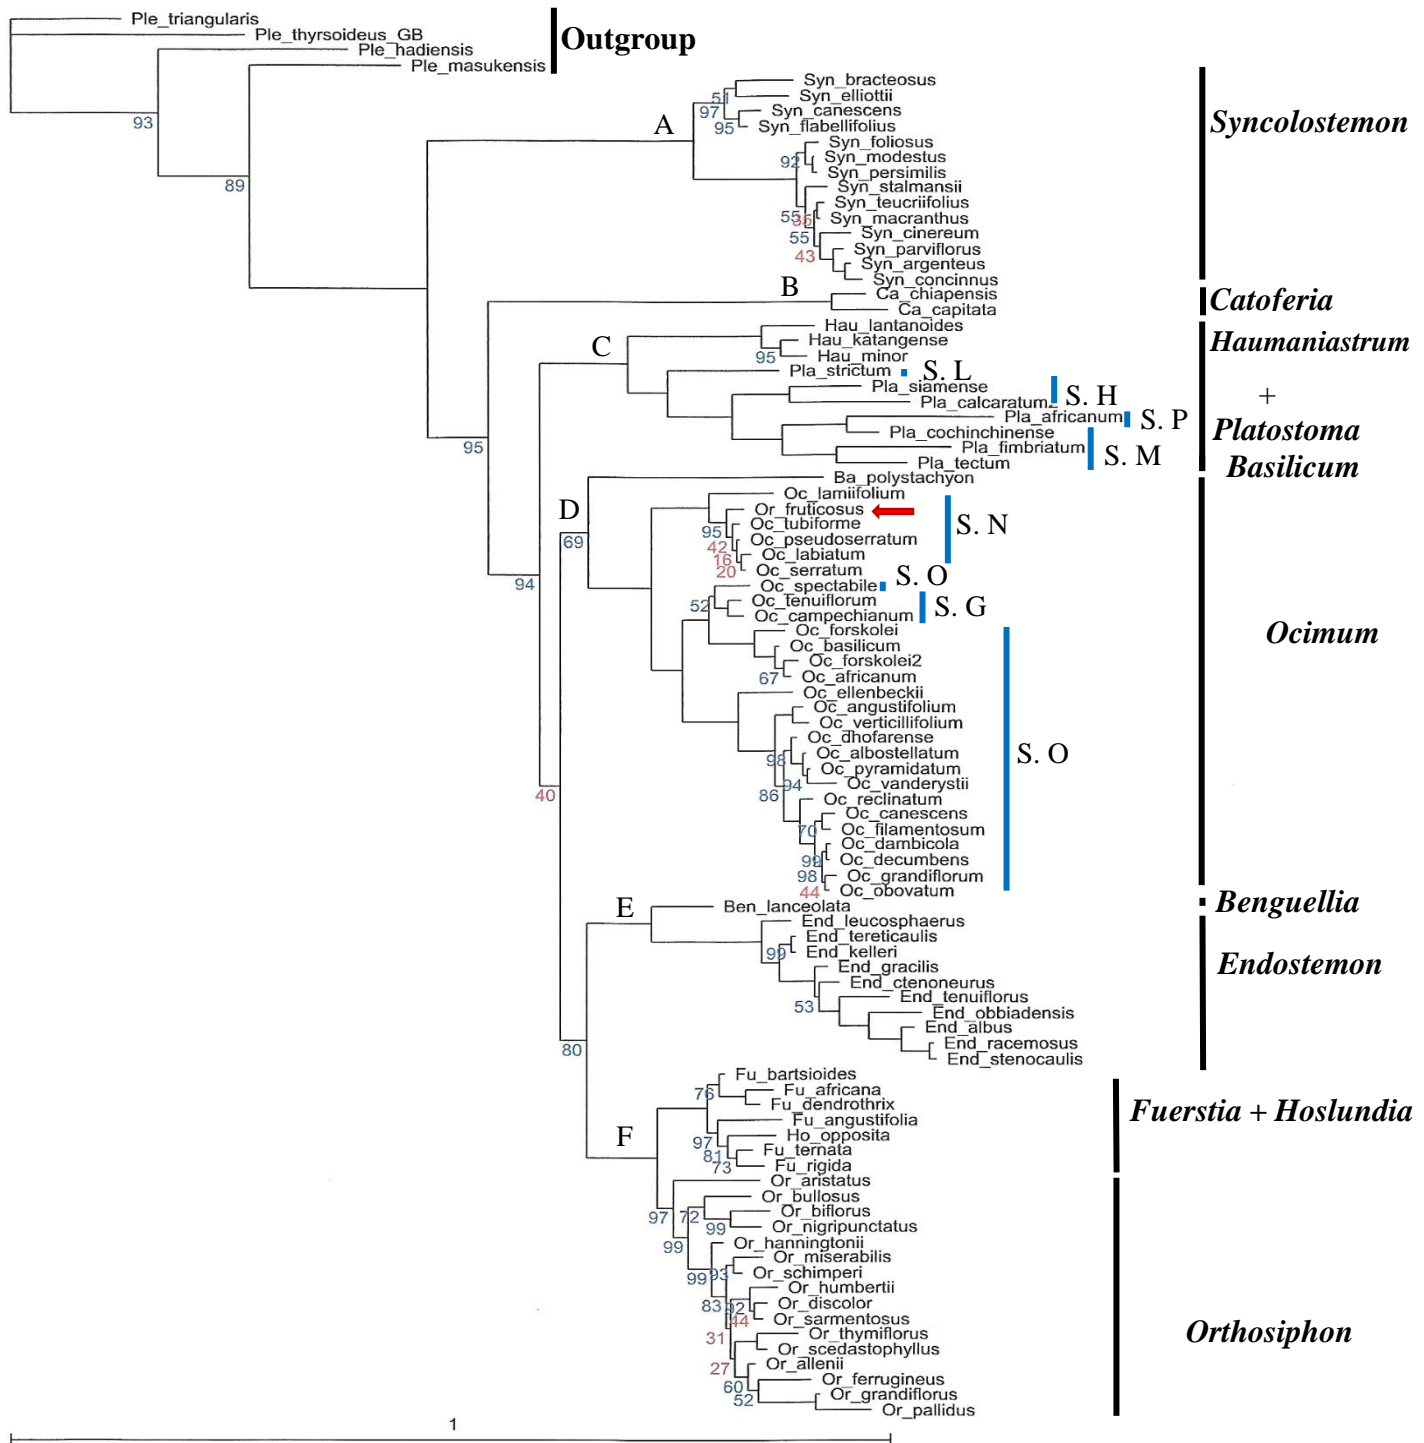 Ple_triangularis
Ple_thyrsoideus_GB
Ple_hadiensis
Ple_masukensis
Outgroup
93
89
A
Syn_bracteosus
Syn_elliottii
Syn_canescens
Syn_flabellifolius
51
97
95
Syn_foliosus
Syn_modestus
Syn_persimilis
Syn_stalmansii
Syn_teucriifolius
Syn_macranthus
Syn_cinereum
Syn_parviflorus
Syn_argenteus
Syn_concinnus
92
55
55
43
Syncolostemon
B
Ca_chiapensis
Ca_capitata
Catoferia
95
C
Hau_lantanoides
Hau_katangense
Hau_minor
95
Haumaniastrum
+
Platostoma
Basilicum
Pla_strictum
S. L
Pla_siamense
Pla_calcaratum2
S. H
Pla_africanum
S. P
Pla_cochinchinense
Pla_fimbriatum
Pla_tectum
S. M
94
D
69
Ba_polystachyon
Oc_lamiifolium
Or_fruticosus
Oc_tubiforme
Oc_pseudoserratum
Oc_labiatum
Oc_serratum
95
42
16
20
S. N
Oc_spectabile
S. O
Oc_tenuiflorum
Oc_campechianum
52
S. G
Oc_forskolei
Oc_basilicum
Oc_forskolei2
Oc_africanum
67
Oc_ellenbeckii
Oc_angustifolium
Oc_verticillifolium
Oc_dhofarense
Oc_albostellatum
Oc_pyramidatum
Oc_vanderystii
98
94
86
Oc_reclinatum
Oc_canescens
Oc_filamentosum
Oc_dambicola
Oc_decumbens
Oc_grandiflorum
Oc_obovatum
70
99
98
44
S. O
Ocimum
40
E
Ben_lanceolata
Benguellia
End_leucosphaerus
End_tereticaulis
End_kelleri
End_gracilis
End_ctenoneurus
End_tenuiflorus
End_obbiadensis
End_albus
End_racemosus
End_stenocaulis
99
53
Endostemon
80
F
Fu_bartsioides
Fu_africana
Fu_dendrothrix
Fu_angustifolia
Ho_opposita
Fu_ternata
Fu_rigida
76
97
81
73
Fuerstia + Hoslundia
Or_aristatus
Or_bullosus
Or_biflorus
Or_nigripunctatus
Or_hanningtonii
Or_miserabilis
Or_schimperi
Or_humbertii
Or_discolor
Or_sarmentosus
Or_thymiflorus
Or_scedastophyllus
Or_allenii
Or_ferrugineus
Or_grandiflorus
Or_pallidus
97
72
99
99
99
93
83
92
44
31
27
60
52
Orthosiphon
1